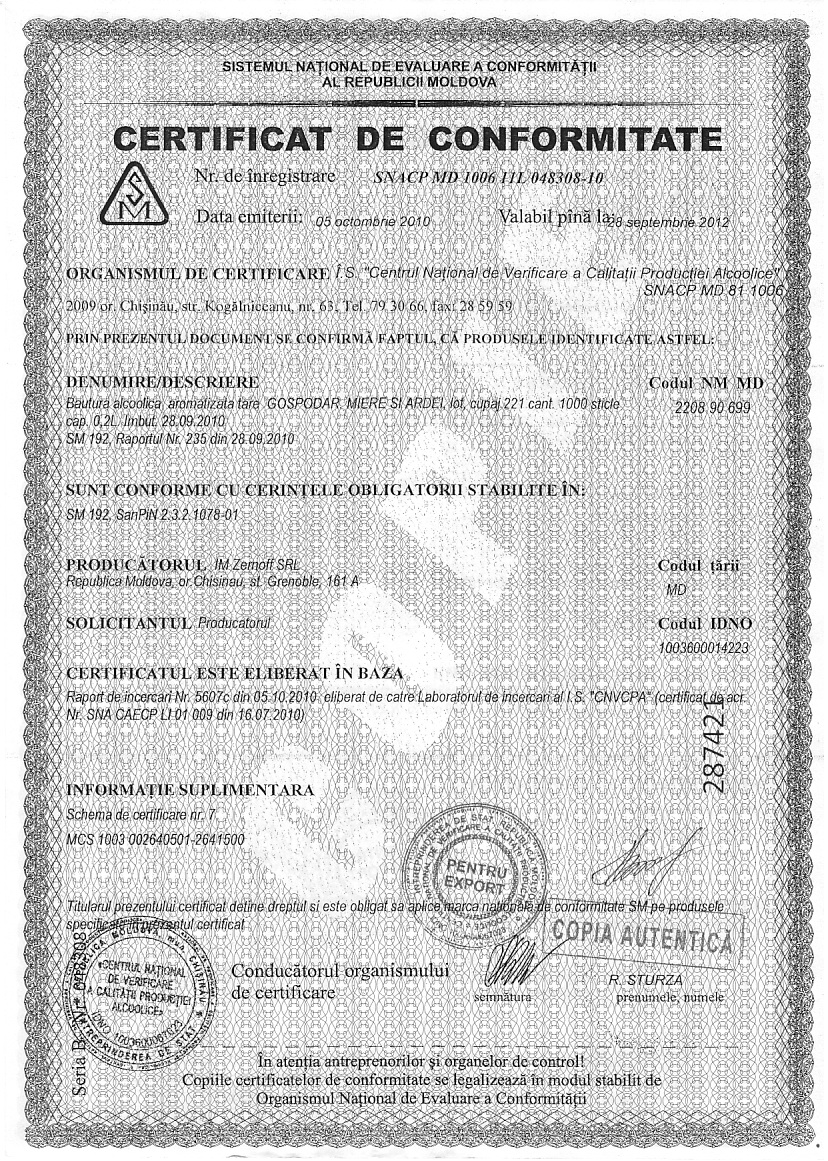 SISTEMUL NAȚIONAL DE EVALUARE A CONFORMITĂȚII
AL REPUBLICII MOLDOVA
CERTIFICAT DE CONFORMITATE
SM
Nr. de înregistrare SNACP MD 1006 11L 048308-10
Data emiterii: 05 octombrie 2010 Valabil pînă la: 28 septembrie 2012
ORGANISMUL DE CERTIFICARE Î.S. "Centrul Național de Verificare a Calității Producției Alcoolice"
SNACP MD 81 1006
2009 or. Chișinău, str. Kogălniceanu, nr. 63, Tel. 79 30 66, fax: 28 59 59
PRIN PREZENTUL DOCUMENT SE CONFIRMĂ FAPTUL, CĂ PRODUSELE IDENTIFICATE ASTFEL:
DENUMIRE/DESCRIERE Codul NM MD
Bautura alcoolica aromatizata tare GOSPODAR. MIERE SI ARDEI, lot, cupaj.221 cant. 1000 sticle 2208 90 699
cap. 0,2L. Imbut. 28.09.2010
SM 192, Raportul Nr. 235 din 28.09.2010
SUNT CONFORME CU CERINȚELE OBLIGATORII STABILITE ÎN:
SM 192, SanPiN 2.3.2.1078-01
PRODUCĂTORUL IM Zernoff SRL Codul țării
Republica Moldova, or.Chisinau, st. Grenoble, 161 A
MD
SOLICITANTUL Producatorul Codul IDNO
1003600014223
CERTIFICATUL ESTE ELIBERAT ÎN BAZA
Raport de incercari Nr. 5607c din 05.10.2010 eliberat de catre Laboratorul de incercari al I.S. "CNVCPA" (certificat de act.
Nr. SNA CAECP LI 01 009 din 16.07.2010)
287421
INFORMAȚIE SUPLIMENTARA
Schema de certificare nr. 7
MCS 1003 002640501-2641500
COPIE
PENTRU
EXPORT
Titularul prezentului certificat detine dreptul si este obligat sa aplice marca nationala de conformitate SM pe produsele
specificate prezentul certificat
COPIA AUTENTICĂ
«CENTRUL NAȚIONAL
DE VERIFICARE
A CALITĂȚII PRODUCȚIEI
ALCOOLICE»
ÎNTREPRINDEREA DE STAT
Seria
Conducătorul organismului
de certificare
semnătura
R. STURZA
prenumele, numele
În atenția antreprenorilor și organelor de control!
Copiile certificatelor de conformitate se legalizează în modul stabilit de
Organismul Național de Evaluare a Conformității